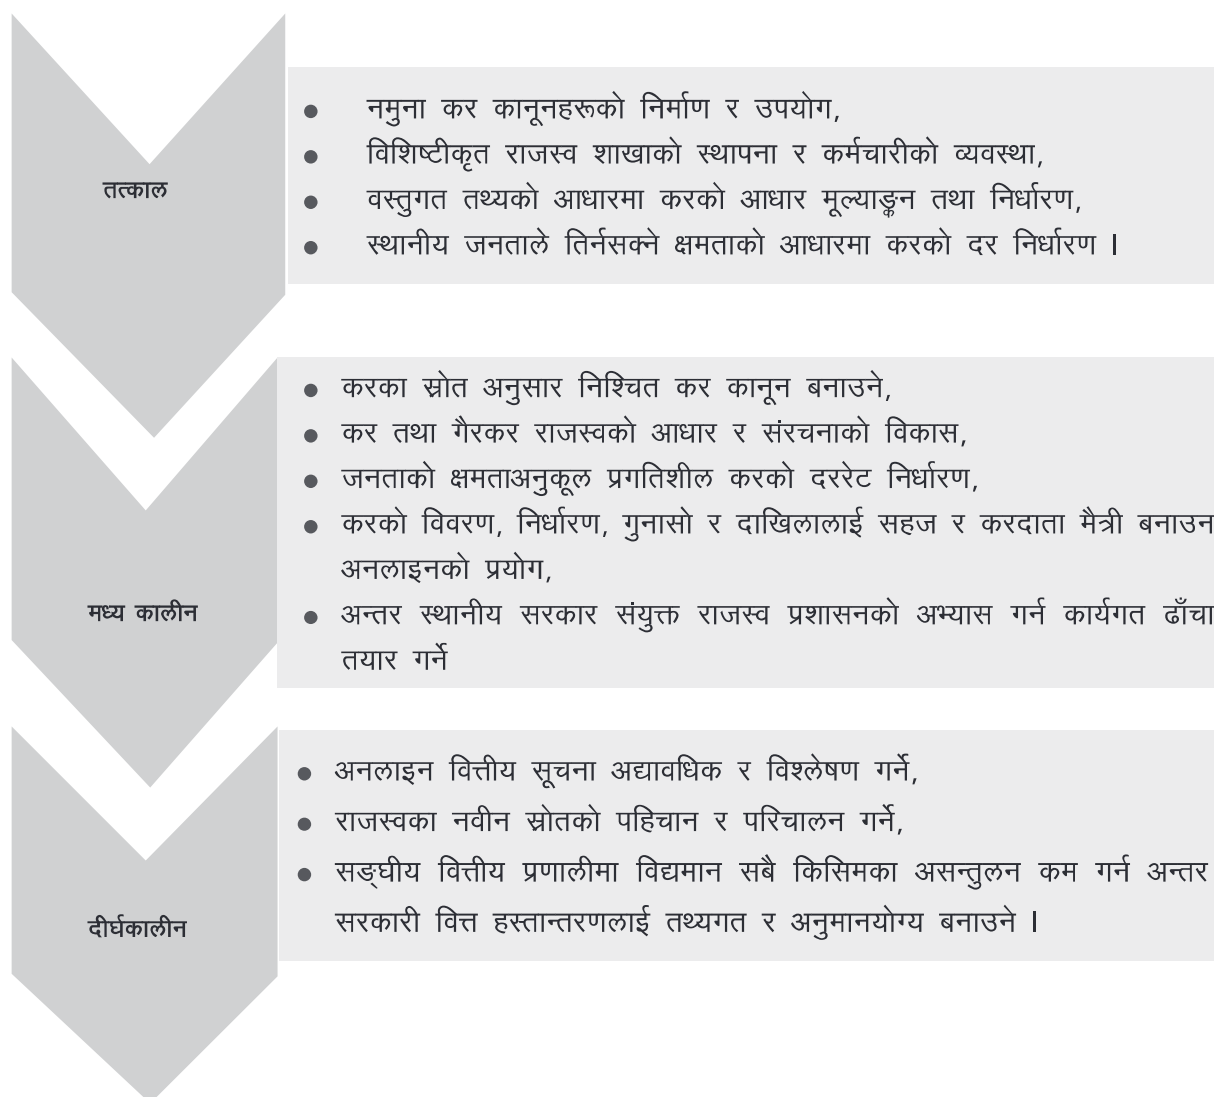 तत्काल
● नमुना कर कानूनहरूको निर्माण र उपयोग,
● विशिष्टीकृत राजस्व शाखाको स्थापना र कर्मचारीको व्यवस्था,
● वस्तुगत तथ्यको आधारमा करको आधार मूल्याङ्कन तथा निर्धारण,
● स्थानीय जनताले तिर्नसक्ने क्षमताको आधारमा करको दर निर्धारण ।
मध्य कालीन
● करका स्रोत अनुसार निश्चित कर कानून बनाउने,
● कर तथा गैरकर राजस्वको आधार र संरचनाको विकास,
● जनताको क्षमताअनुकूल प्रगतिशील करको दररेट निर्धारण,
● करको विवरण, निर्धारण, गुनासो र दाखिलालाई सहज र करदाता मैत्री बनाउन
अनलाइनको प्रयोग,
● अन्तर स्थानीय सरकार संयुक्त राजस्व प्रशासनको अभ्यास गर्न कार्यगत ढाँचा
तयार गर्ने
दीर्घकालीन
● अनलाइन वित्तीय सूचना अद्यावधिक र विश्लेषण गर्ने,
● राजस्वका नवीन स्रोतको पहिचान र परिचालन गर्ने,
● सङ्घीय वित्तीय प्रणालीमा विद्यमान सबै किसिमका असन्तुलन कम गर्न अन्तर
सरकारी वित्त हस्तान्तरणलाई तथ्यगत र अनुमानयोग्य बनाउने ।